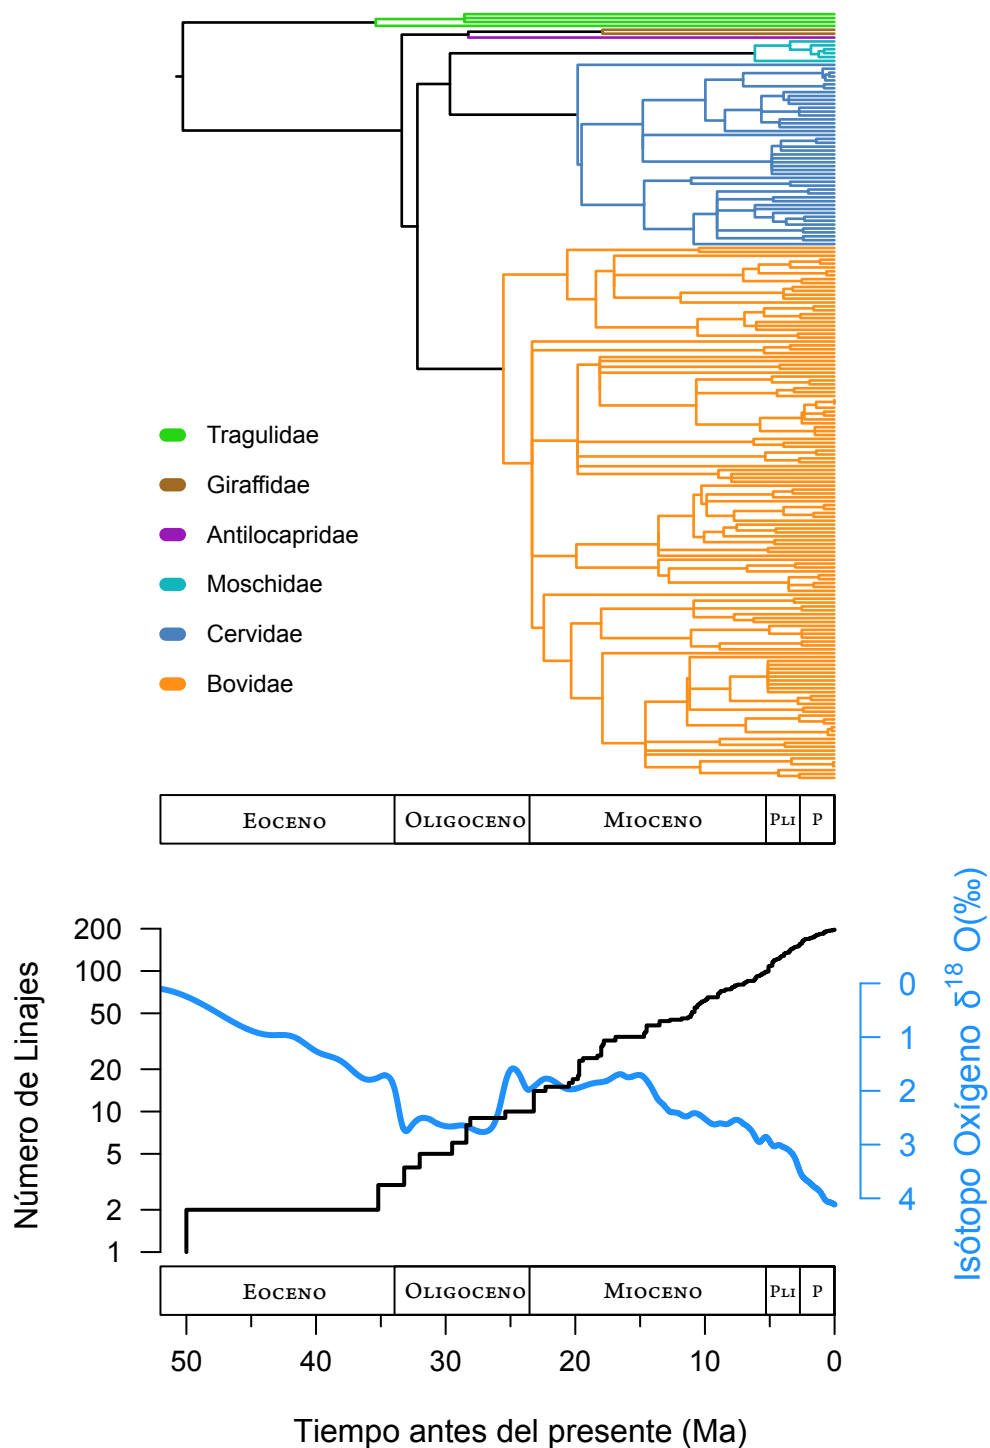 Tragulidae
Giraffidae
Antilocapridae
Moschidae
Cervidae
Bovidae
Eoceno Oligoceno Mioceno Pli P
Número de Linajes
200
100
50
20
10
5
2
1
0
1
2
3
4
Isótopo Oxígeno δ¹⁸ O(‰)
Eoceno Oligoceno Mioceno Pli P
50 40 30 20 10 0
Tiempo antes del presente (Ma)